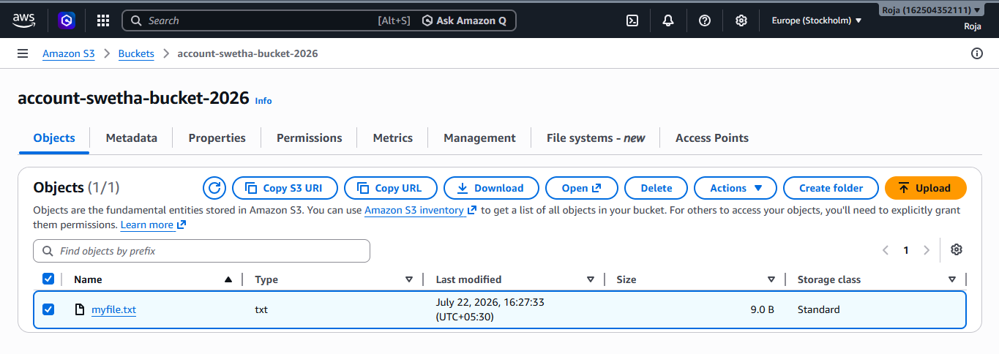 aws
Search [Alt+S] Ask Amazon Q Europe (Stockholm) Roja (162504352111)
Roja
Amazon S3 > Buckets > account-swetha-bucket-2026
account-swetha-bucket-2026 Info
Objects Metadata Properties Permissions Metrics Management File systems - new Access Points
Objects (1/1) Copy S3 URI Copy URL Download Open Delete Actions Create folder Upload
Objects are the fundamental entities stored in Amazon S3. You can use Amazon S3 inventory to get a list of all objects in your bucket. For others to access your objects, you'll need to explicitly grant
them permissions. Learn more
Find objects by prefix 1
Name Type Last modified Size Storage class
myfile.txt txt July 22, 2026, 16:27:33 9.0 B Standard
(UTC+05:30)